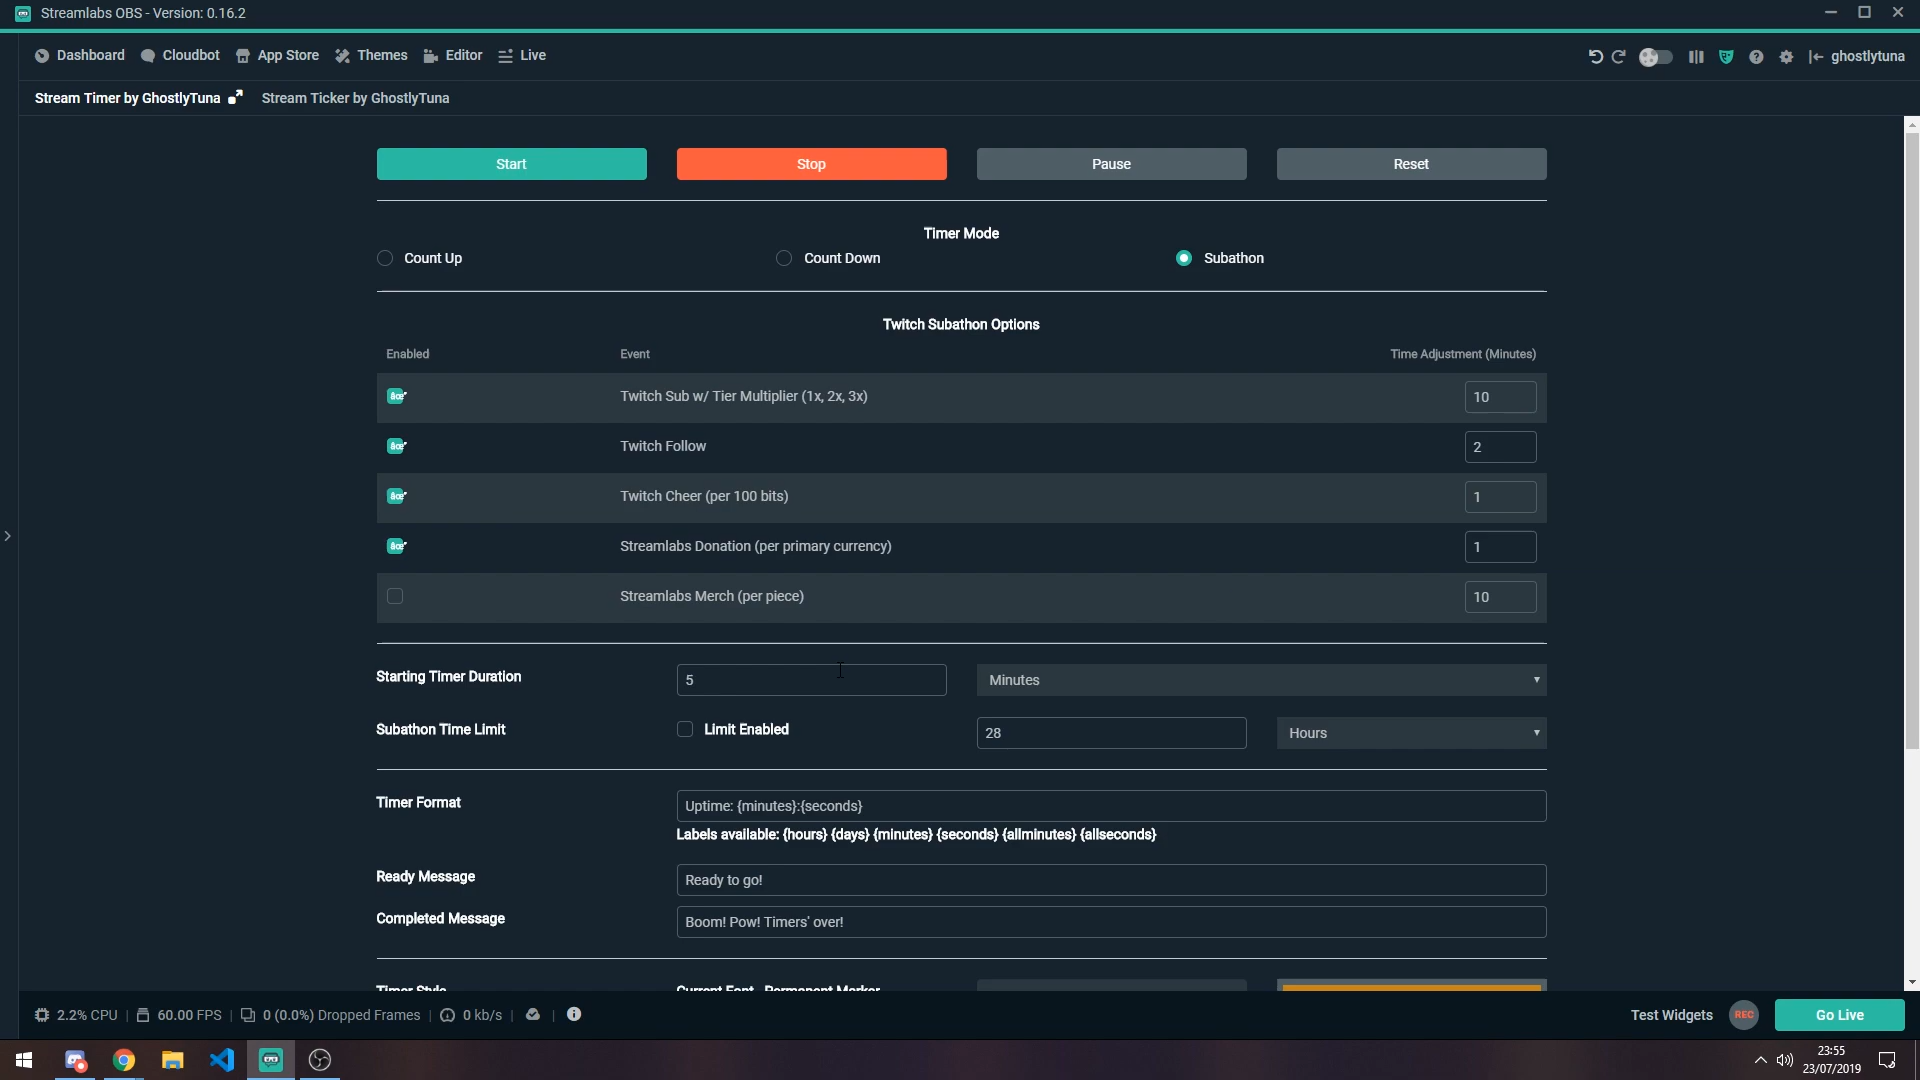 Streamlabs OBS - Version: 0.16.2
Dashboard Cloudbot App Store Themes Editor Live
ghostlytuna
Stream Timer by GhostlyTuna Stream Ticker by GhostlyTuna
Start Stop Pause Reset
Timer Mode
Count Up Count Down Subathon
Twitch Subathon Options
Enabled Event Time Adjustment (Minutes)
Twitch Sub w/ Tier Multiplier (1x, 2x, 3x) 10
Twitch Follow 2
Twitch Cheer (per 100 bits) 1
Streamlabs Donation (per primary currency) 1
Streamlabs Merch (per piece) 10
Starting Timer Duration 5 Minutes
Subathon Time Limit Limit Enabled 28 Hours
Timer Format Uptime: {minutes}:{seconds}
Labels available: {hours} {days} {minutes} {seconds} {allminutes} {allseconds}
Ready Message Ready to go!
Completed Message Boom! Pow! Timers' over!
Timer Style Current Font - Permanent Marker
2.2% CPU | 60.00 FPS | 0 (0.0%) Dropped Frames | 0 kb/s
Test Widgets REC Go Live
23:55
23/07/2019